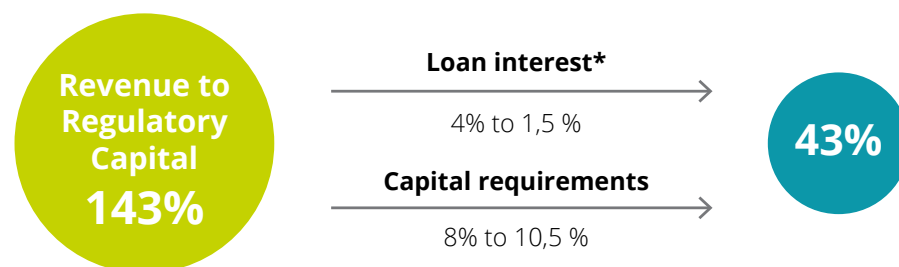 Revenue to
Regulatory
Capital
143%
Loan interest*
4% to 1,5 %
Capital requirements
8% to 10,5 %
43%